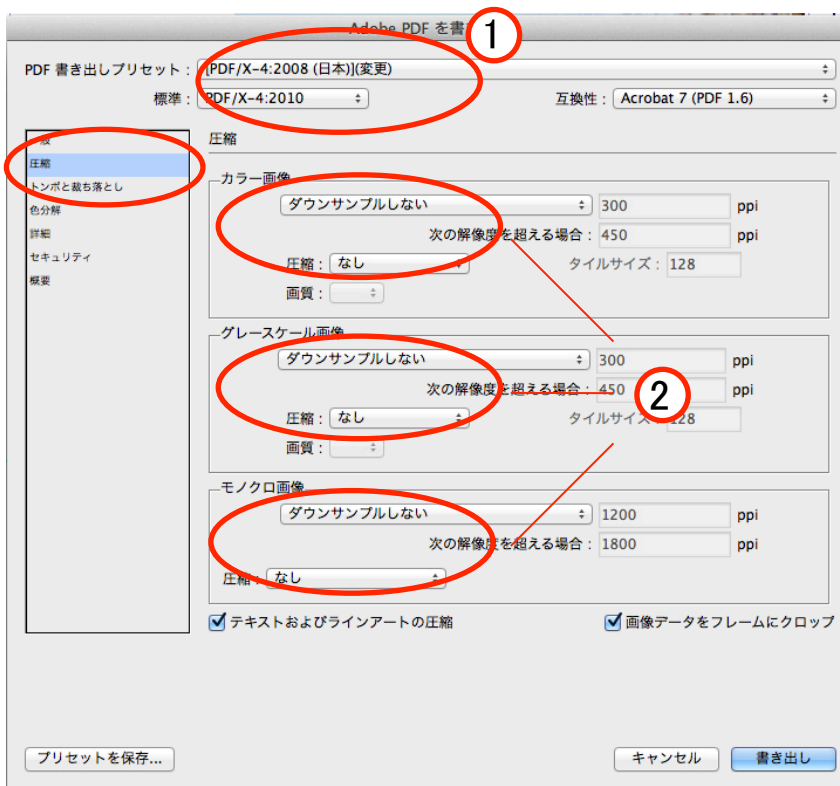 Adobe PDF を書
1
PDF 書き出しプリセット : [PDF/X-4:2008 (日本)](変更)
標準 : PDF/X-4:2010 互換性 : Acrobat 7 (PDF 1.6)
圧縮
圧縮
トンボと裁ち落とし
色分解
詳細
セキュリティ
概要
カラー画像
ダウンサンプルしない 300 ppi
次の解像度を超える場合 : 450 ppi
圧縮 : なし タイルサイズ : 128
画質 :
グレースケール画像
ダウンサンプルしない 300 ppi
次の解像度を超える場合 : 450 ppi
2
圧縮 : なし タイルサイズ : 128
画質 :
モノクロ画像
ダウンサンプルしない 1200 ppi
次の解像度を超える場合 : 1800 ppi
圧縮 : なし
テキストおよびラインアートの圧縮 画像データをフレームにクロップ
プリセットを保存... キャンセル 書き出し